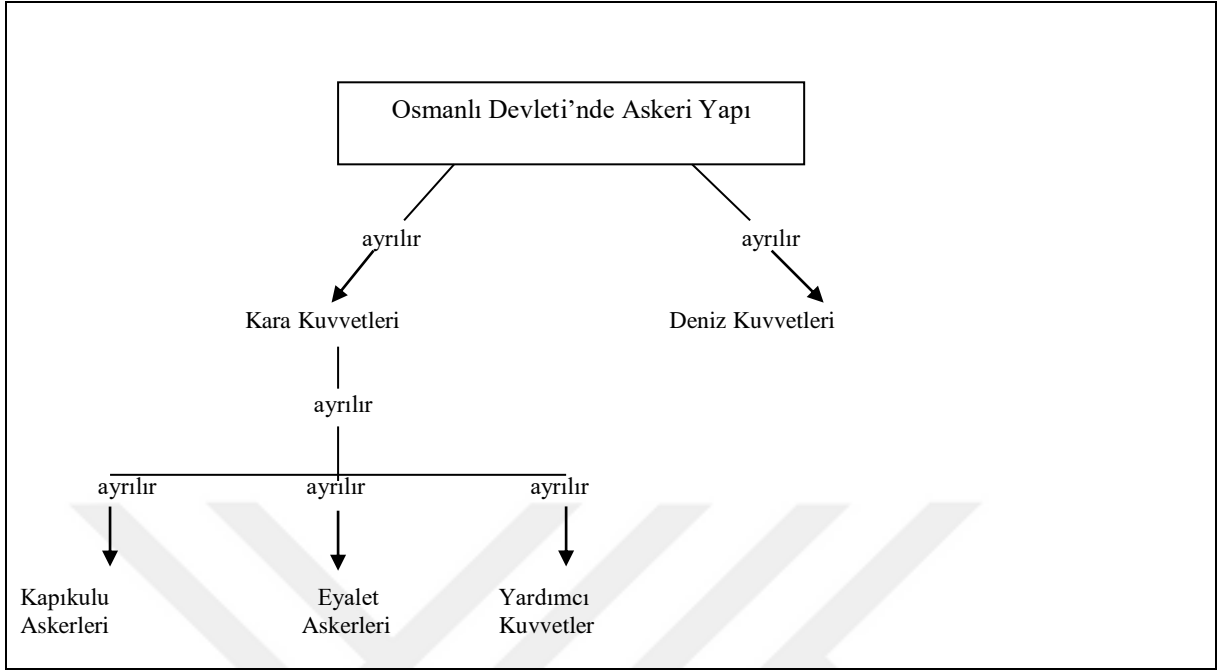 Osmanlı Devleti’nde Askeri Yapı
ayrılır ayrılır
Kara Kuvvetleri Deniz Kuvvetleri
ayrılır
ayrılır ayrılır ayrılır
Kapıkulu Eyalet Yardımcı
Askerleri Askerleri Kuvvetler